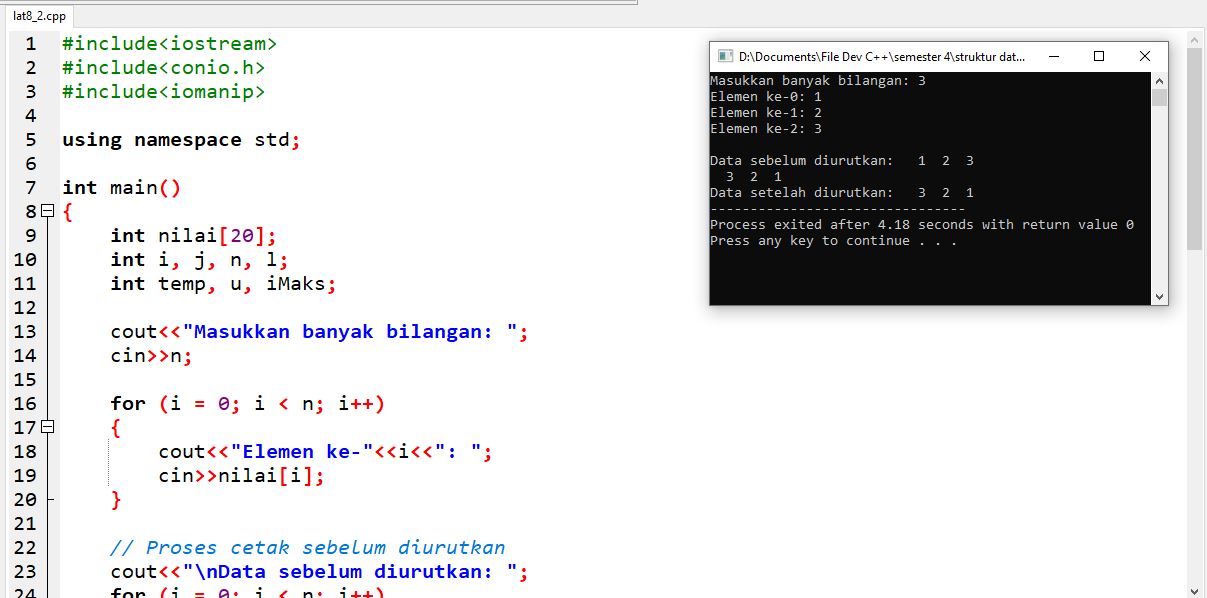 lat8_2.cpp
1 #include<iostream>
2 #include<conio.h>
3 #include<iomanip>
4
5 using namespace std;
6
7 int main()
8 {
9 int nilai[20];
10 int i, j, n, l;
11 int temp, u, iMaks;
12
13 cout<<"Masukkan banyak bilangan: ";
14 cin>>n;
15
16 for (i = 0; i < n; i++)
17 {
18 cout<<"Elemen ke-"<<i<<": ";
19 cin>>nilai[i];
20 }
21
22 // Proses cetak sebelum diurutkan
23 cout<<"\nData sebelum diurutkan: ";
24 for (i = 0; i < n; i++)
D:\Documents\File Dev C++\semester 4\struktur dat...
Masukkan banyak bilangan: 3
Elemen ke-0: 1
Elemen ke-1: 2
Elemen ke-2: 3
Data sebelum diurutkan: 1 2 3
3 2 1
Data setelah diurutkan: 3 2 1
--------------------------------
Process exited after 4.18 seconds with return value 0
Press any key to continue . . .